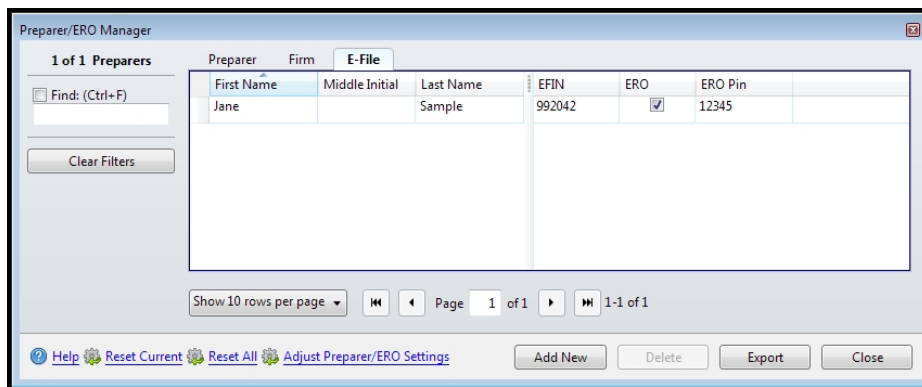 Preparer/ERO Manager
1 of 1 Preparers
Find: (Ctrl+F)
Clear Filters
Preparer Firm E-File
First Name Middle Initial Last Name EFIN ERO ERO Pin
Jane Sample 992042 12345
Show 10 rows per page Page 1 of 1 1-1 of 1
Help Reset Current Reset All Adjust Preparer/ERO Settings Add New Delete Export Close